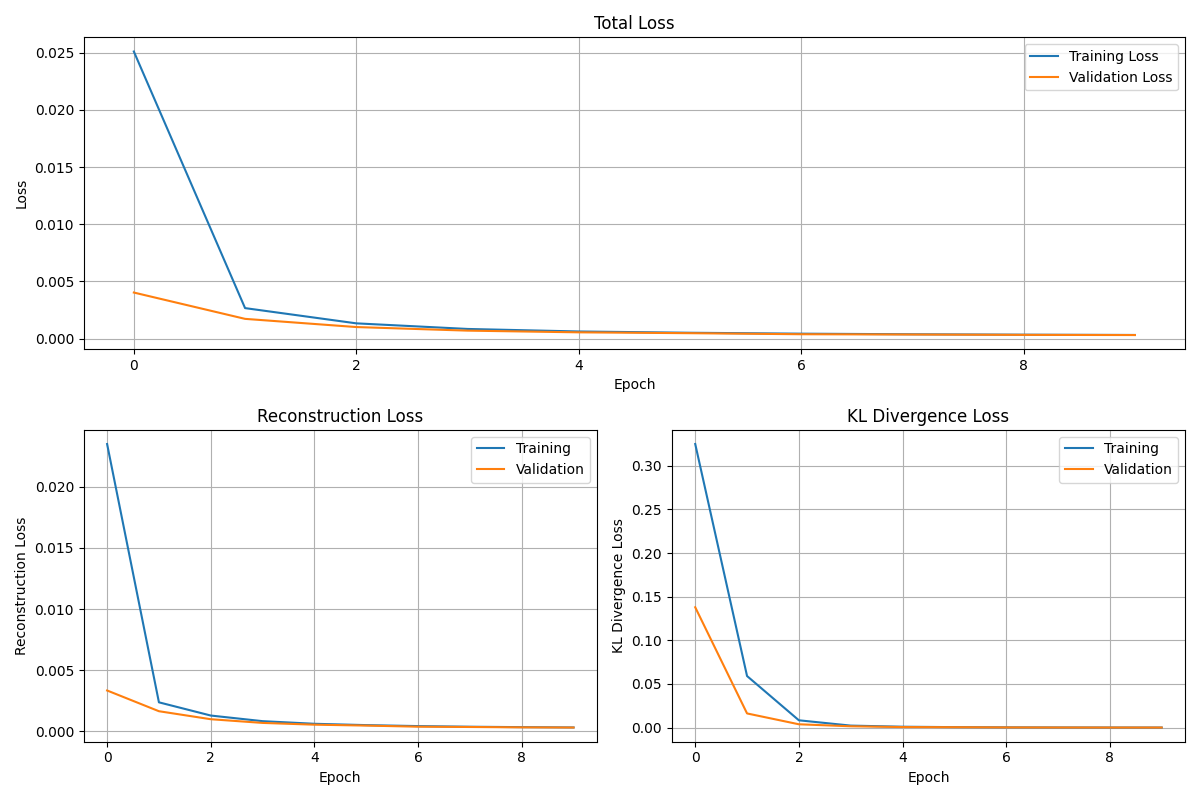 Total Loss
0.025
0.020
0.015
0.010
0.005
0.000
Loss
Training Loss
Validation Loss
0 2 4 6 8
Epoch
Reconstruction Loss
0.020
0.015
0.010
0.005
0.000
Reconstruction Loss
Training
Validation
0 2 4 6 8
Epoch
KL Divergence Loss
0.30
0.25
0.20
0.15
0.10
0.05
0.00
KL Divergence Loss
Training
Validation
0 2 4 6 8
Epoch